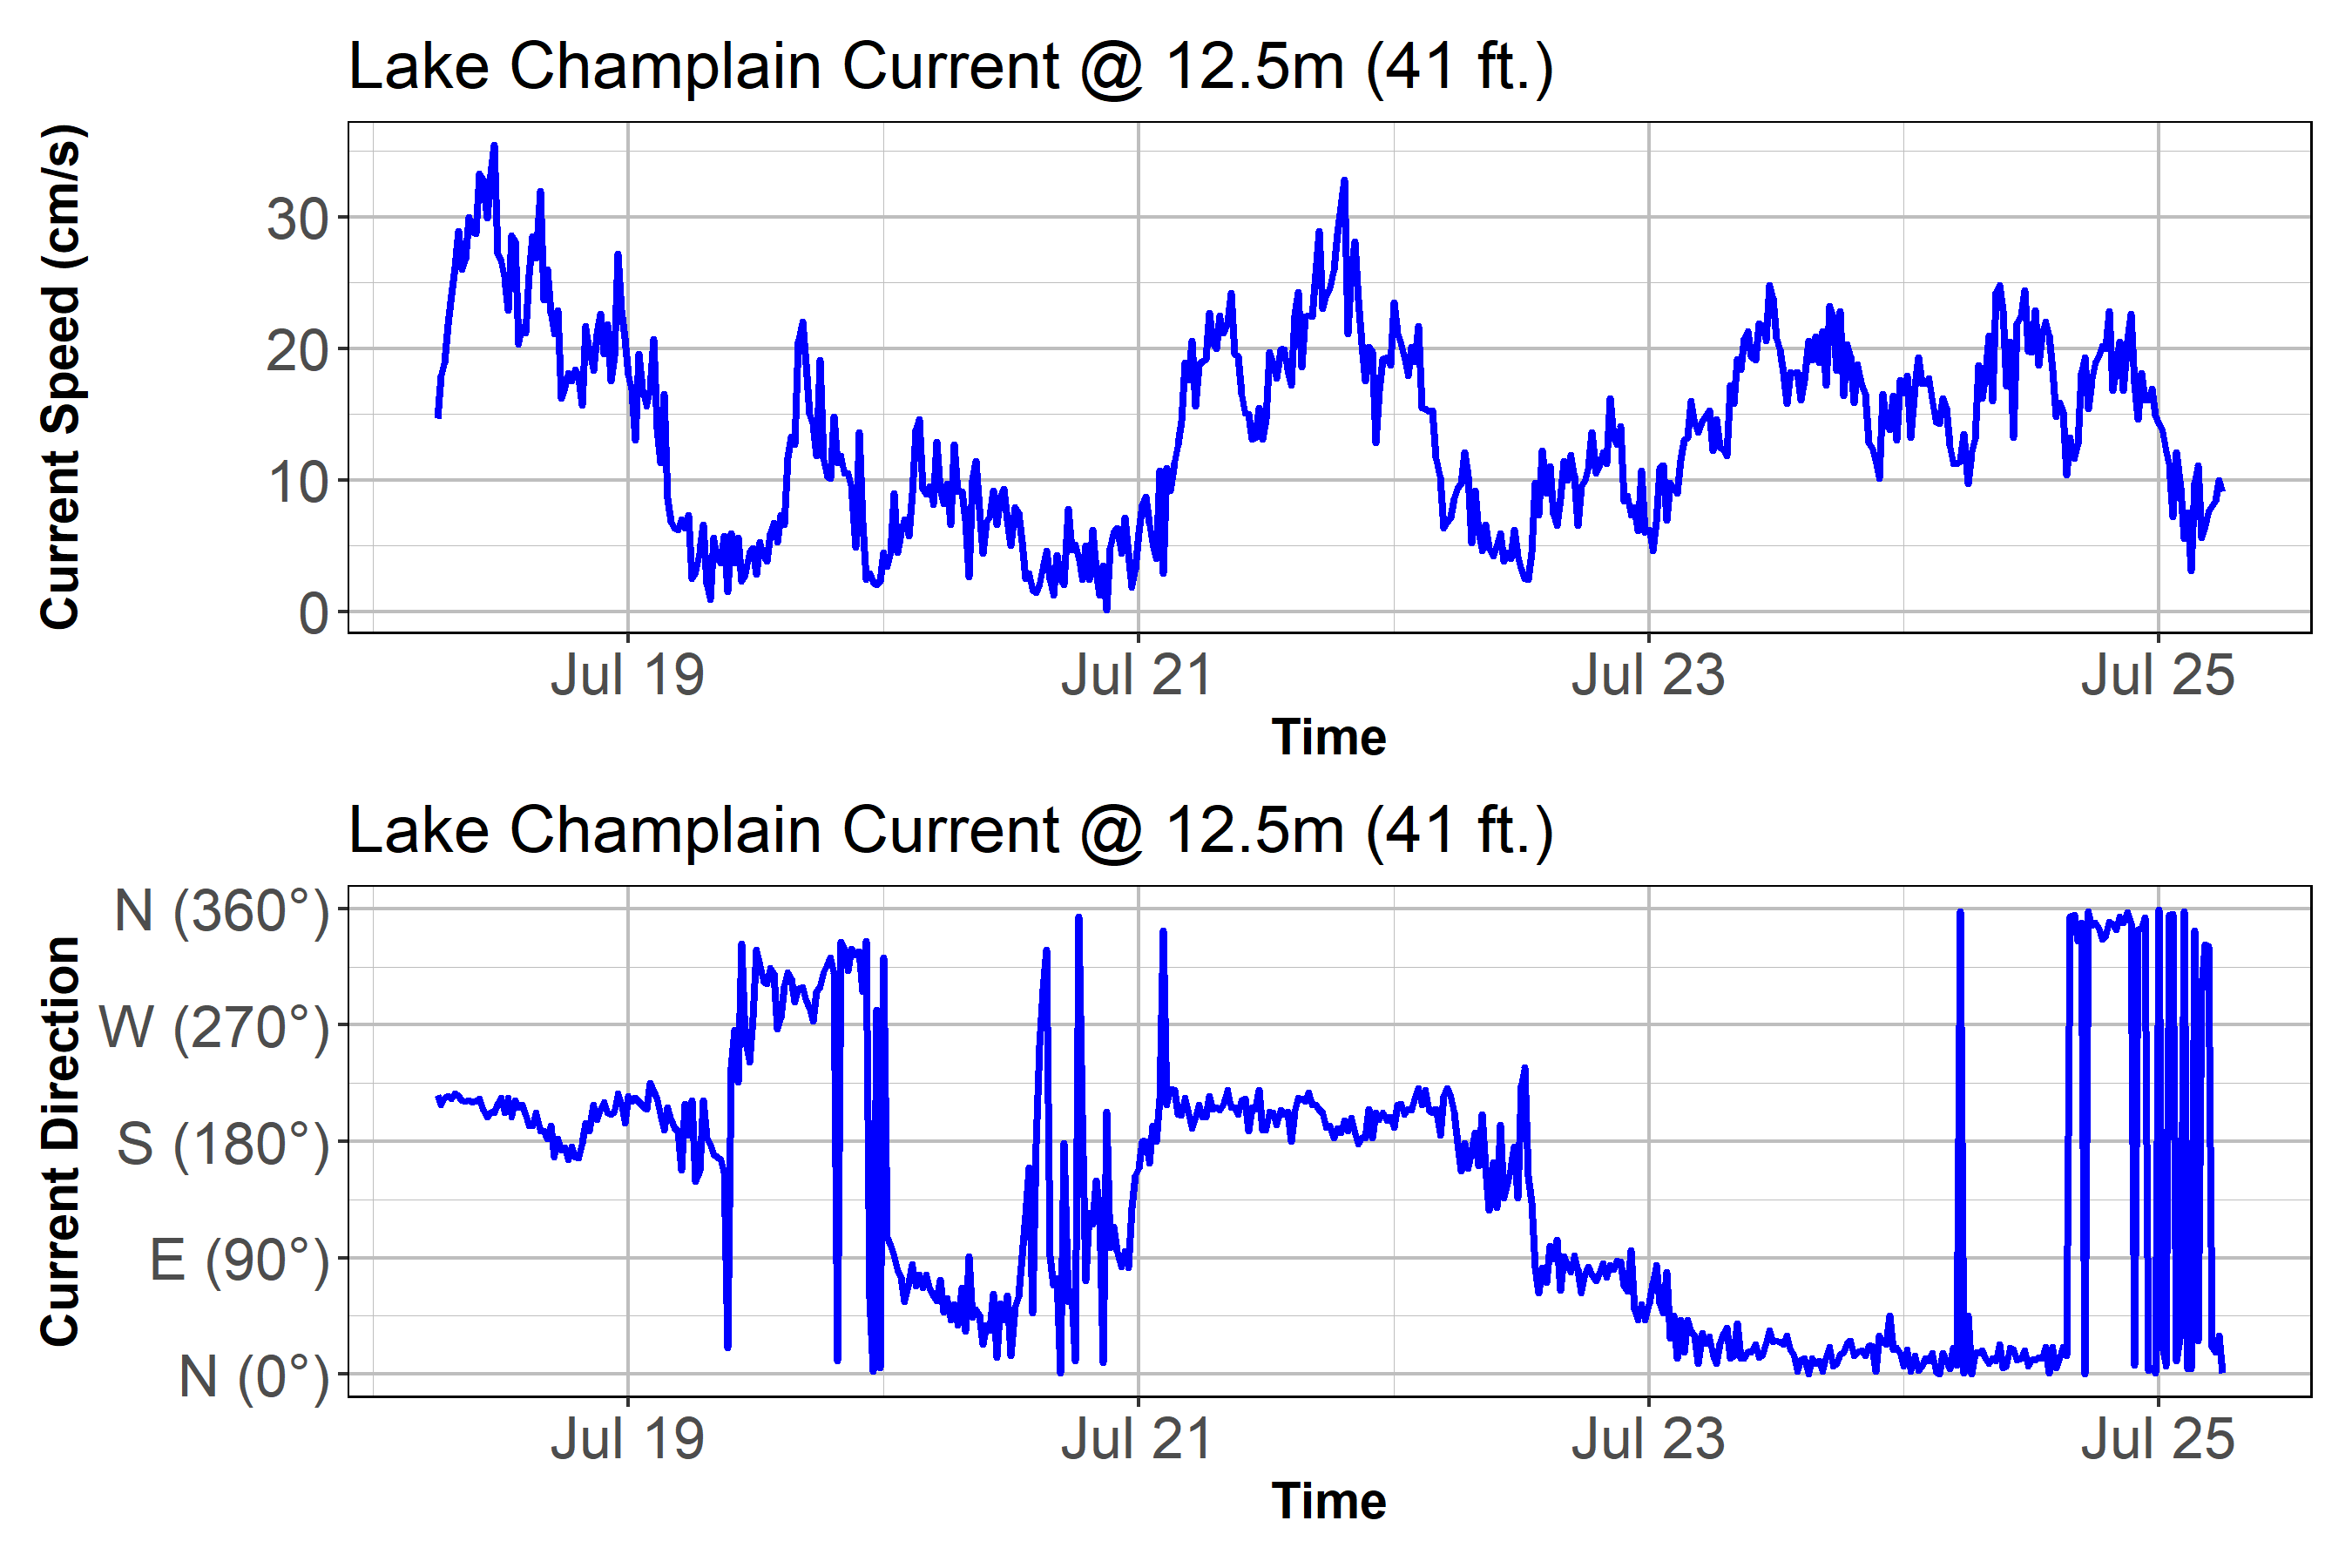 Lake Champlain Current @ 12.5m (41 ft.)
Current Speed (cm/s)
30
20
10
0
Jul 19 Jul 21 Jul 23 Jul 25
Time
Lake Champlain Current @ 12.5m (41 ft.)
Current Direction
N (360°)
W (270°)
S (180°)
E (90°)
N (0°)
Jul 19 Jul 21 Jul 23 Jul 25
Time